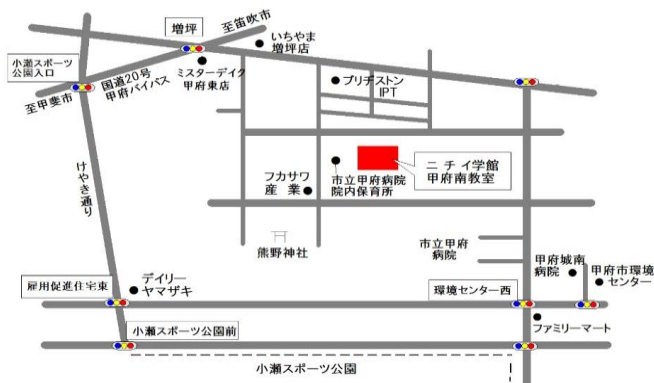 至笛吹市
増坪
いちやま
増坪店
小瀬スポーツ
公園入口
国道20号
甲府バイパス
至甲斐市
ミスターデイク
甲府東店
ブリヂストン
IPT
けやき通り
ニチイ学館
甲府南教室
市立甲府病院
院内保育所
フカサワ
産業
熊野神社
市立甲府
病院
甲府城南
病院
甲府市環境
センター
デイリー
ヤマザキ
雇用促進住宅東
環境センター西
ファミリーマート
小瀬スポーツ公園前
小瀬スポーツ公園